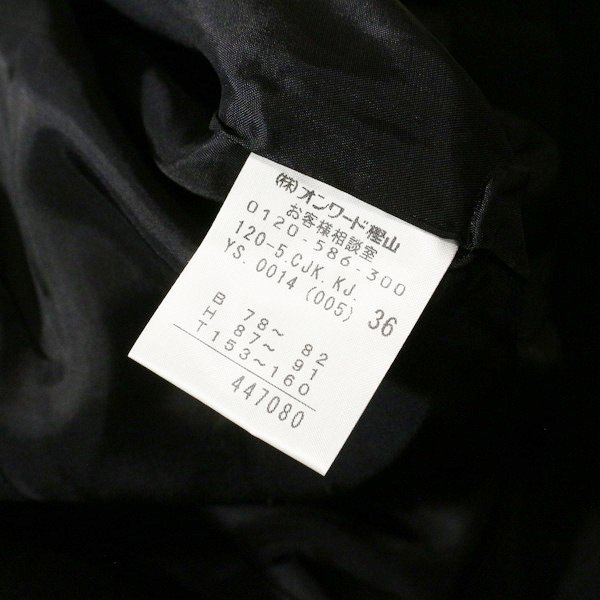 (株)オンワード樫山
お客様相談室
0120-586-300
120-5.CJK.KJ.
YS.0014 (005) 36
B 78~ 82
H 87~ 91
T153~160
447080